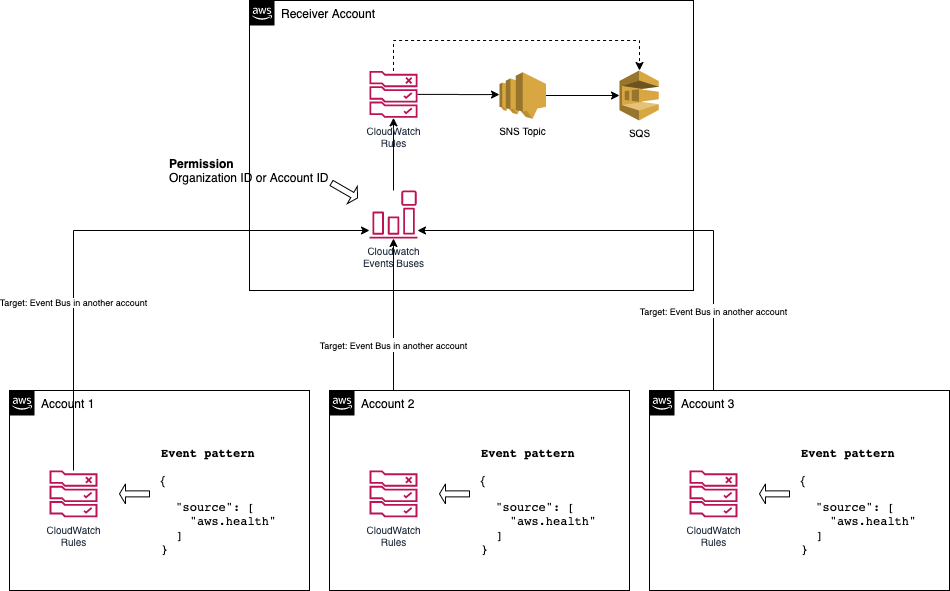 aws
Receiver Account
CloudWatch
Rules
SNS Topic
SQS
Permission
Organization ID or Account ID
Cloudwatch
Events Buses
Target: Event Bus in another account
Target: Event Bus in another account
Target: Event Bus in another account
aws
Account 1
Event pattern
{
"source": [
"aws.health"
]
}
CloudWatch
Rules
aws
Account 2
Event pattern
{
"source": [
"aws.health"
]
}
CloudWatch
Rules
aws
Account 3
Event pattern
{
"source": [
"aws.health"
]
}
CloudWatch
Rules